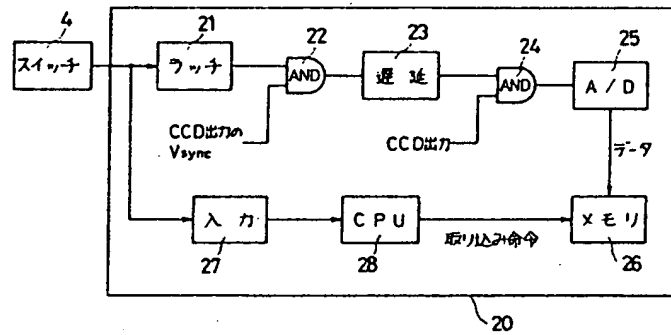 20
4
スイッチ
21
ラッチ
22
AND
CCD出力の
Vsync
23
遅延
24
AND
CCD出力
25
A/D
データ
入力
27
CPU
28
取り込み命令
メモリ
26
20